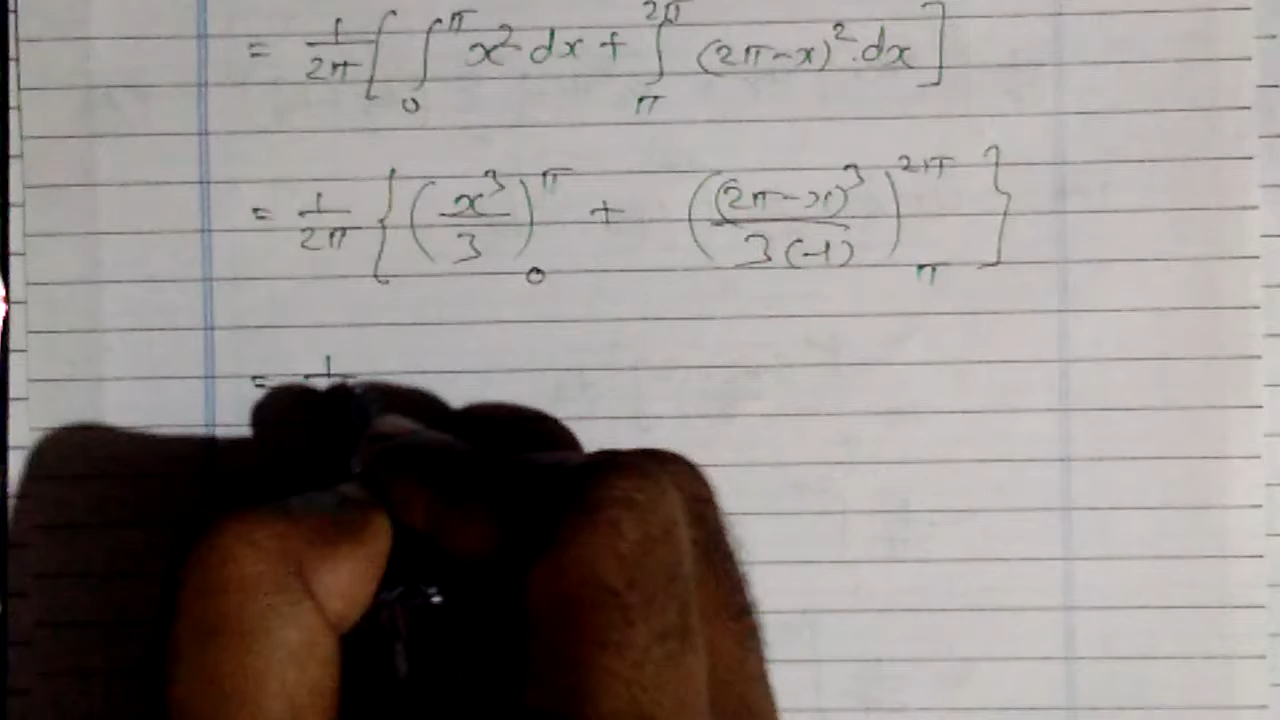 = 1/2π [ ∫₀^π x² dx + ∫_π^2π (2π-x)².dx ]
= 1/2π { (x³/3)₀^π + ((2π-x)³/3(-1))_π^2π }
= 1